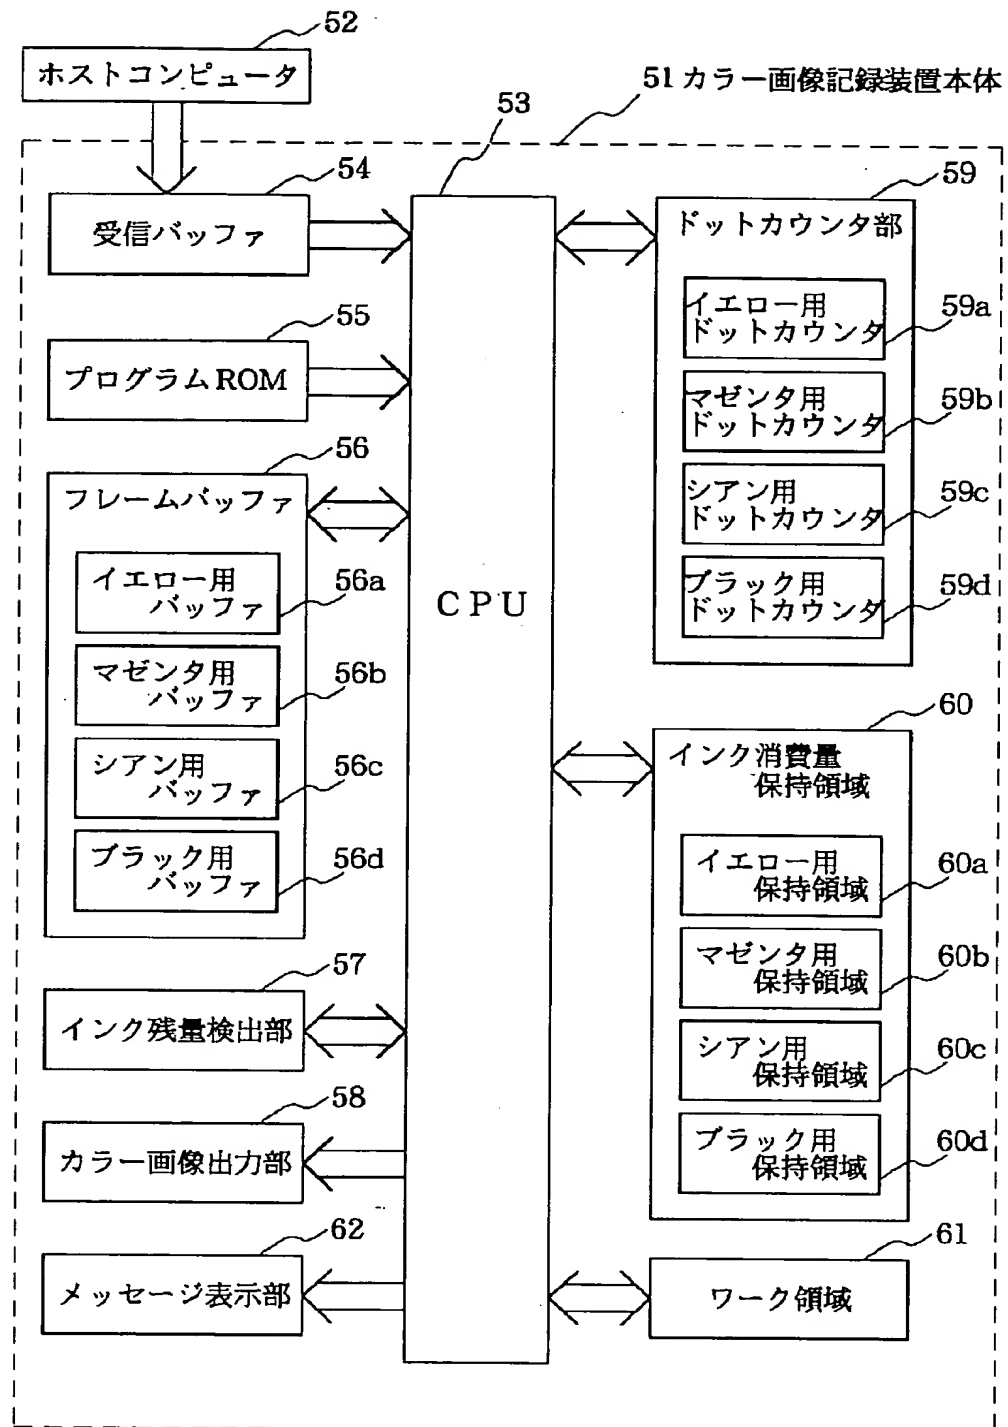 52
ホストコンピュータ
51カラー画像記録装置本体
53
54
受信バッファ
55
プログラムROM
56
フレームバッファ
イエロー用
バッファ
56a
マゼンタ用
バッファ
56b
シアン用
バッファ
56c
ブラック用
バッファ
56d
57
インク残量検出部
58
カラー画像出力部
62
メッセージ表示部
CPU
59
ドットカウンタ部
イエロー用
ドットカウンタ
59a
マゼンタ用
ドットカウンタ
59b
シアン用
ドットカウンタ
59c
ブラック用
ドットカウンタ
59d
60
インク消費量
保持領域
イエロー用
保持領域
60a
マゼンタ用
保持領域
60b
シアン用
保持領域
60c
ブラック用
保持領域
60d
61
ワーク領域